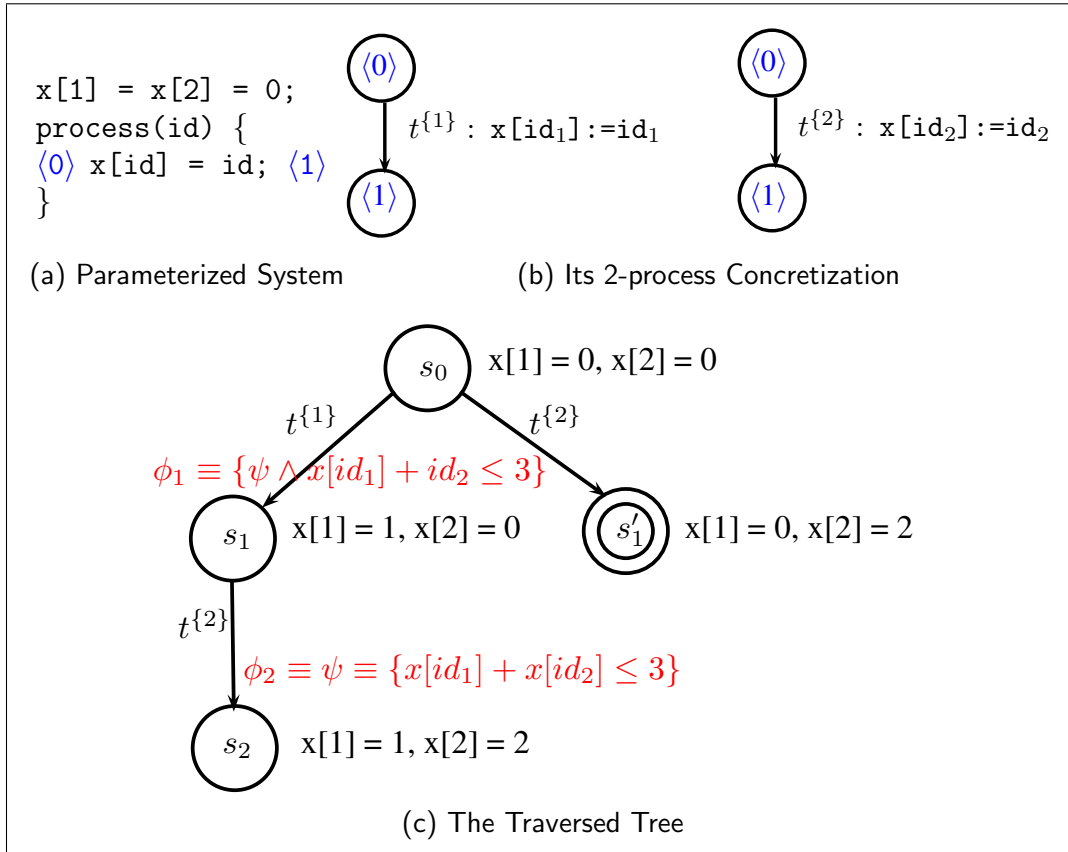 x[1] = x[2] = 0;
process(id) {
⟨0⟩ x[id] = id; ⟨1⟩
}
⟨0⟩
t^{{1}} : x[id₁]:=id₁
⟨1⟩
⟨0⟩
t^{{2}} : x[id₂]:=id₂
⟨1⟩
(a) Parameterized System
(b) Its 2-process Concretization
s₀ x[1] = 0, x[2] = 0
t^{{1}} t^{{2}}
ϕ₁ ≡ {ψ ∧ x[id₁] + id₂ ≤ 3}
s₁ x[1] = 1, x[2] = 0
s′₁ x[1] = 0, x[2] = 2
t^{{2}}
ϕ₂ ≡ ψ ≡ {x[id₁] + x[id₂] ≤ 3}
s₂ x[1] = 1, x[2] = 2
(c) The Traversed Tree